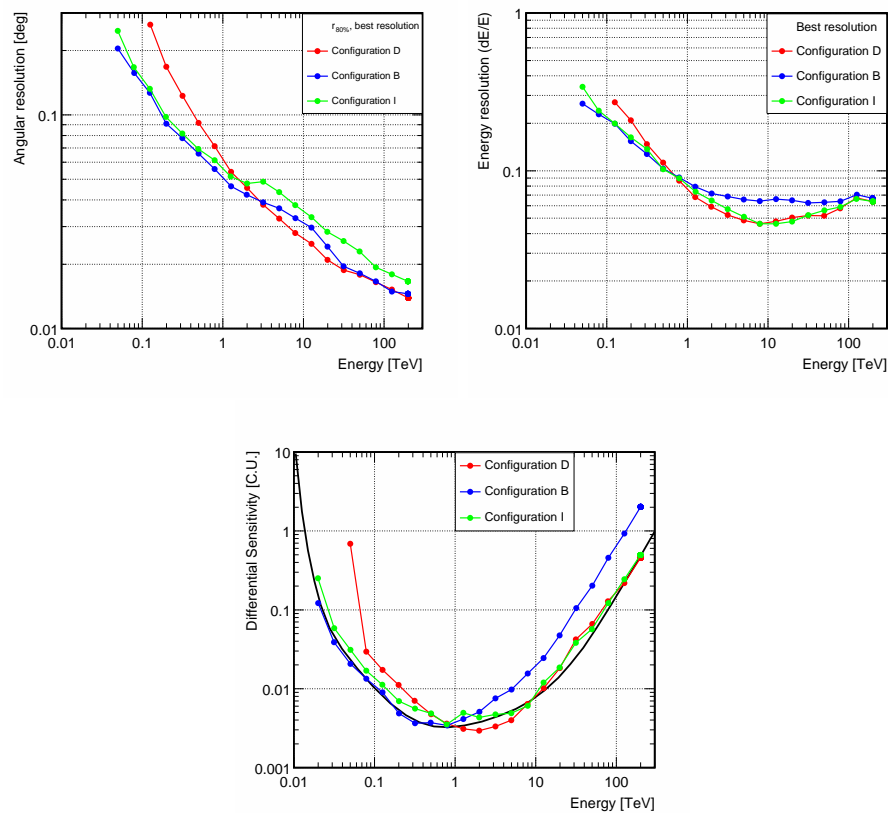 Angular resolution [deg]
r80%, best resolution
Configuration D
Configuration B
Configuration I
0.1
0.01
0.01
0.1
1
10
100
Energy [TeV]
Energy resolution (dE/E)
Best resolution
Configuration D
Configuration B
Configuration I
1
0.1
0.01
0.01
0.1
1
10
100
Energy [TeV]
Differential Sensitivity [C.U.]
Configuration D
Configuration B
Configuration I
10
1
0.1
0.01
0.001
0.01
0.1
1
10
100
Energy [TeV]